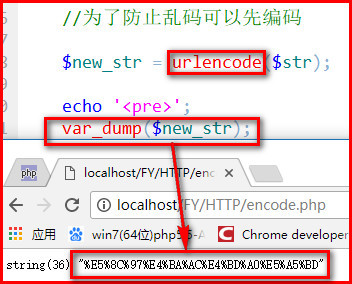 //为了防止乱码可以先编码
$new_str = urlencode($str);
echo '<pre>';
var_dump($new_str);
php
localhost/FY/HTTP/enc
localhost/FY/HTTP/encode.php
应用 win7(64位)php5.5-A Chrome developer
string(36) "%E5%8C%97%E4%BA%AC%E4%BD%A0%E5%A5%BD"